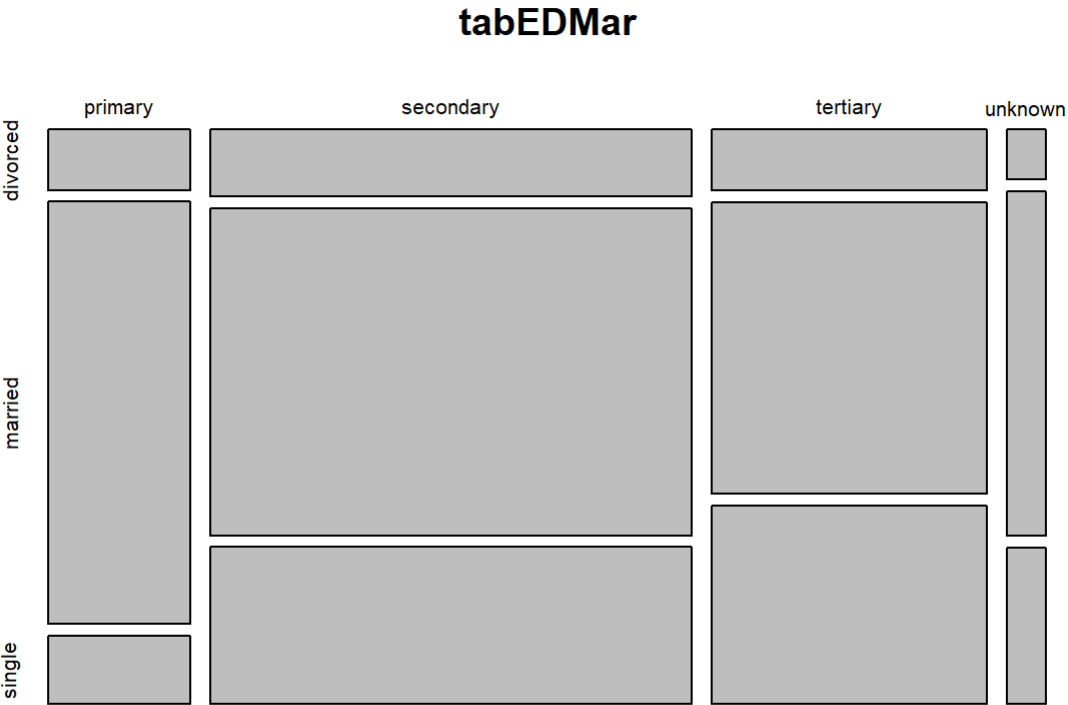 tabEDMar
primary secondary tertiary unknown
divorced
married
single